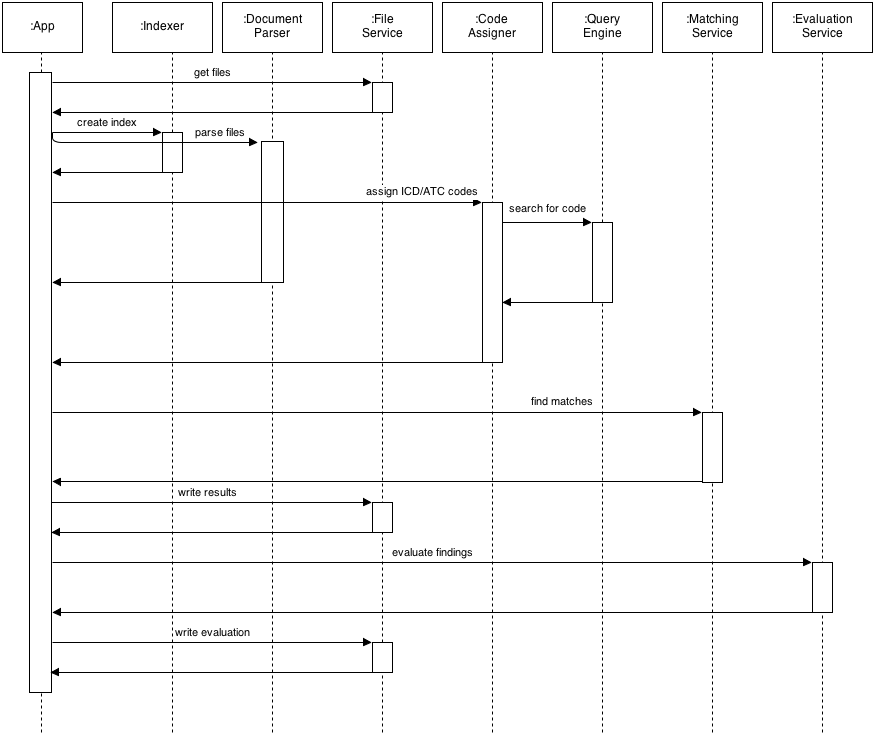 :App
:Indexer
:Document
Parser
:File
Service
:Code
Assigner
:Query
Engine
:Matching
Service
:Evaluation
Service
get files
create index
parse files
assign ICD/ATC codes
search for code
find matches
write results
evaluate findings
write evaluation